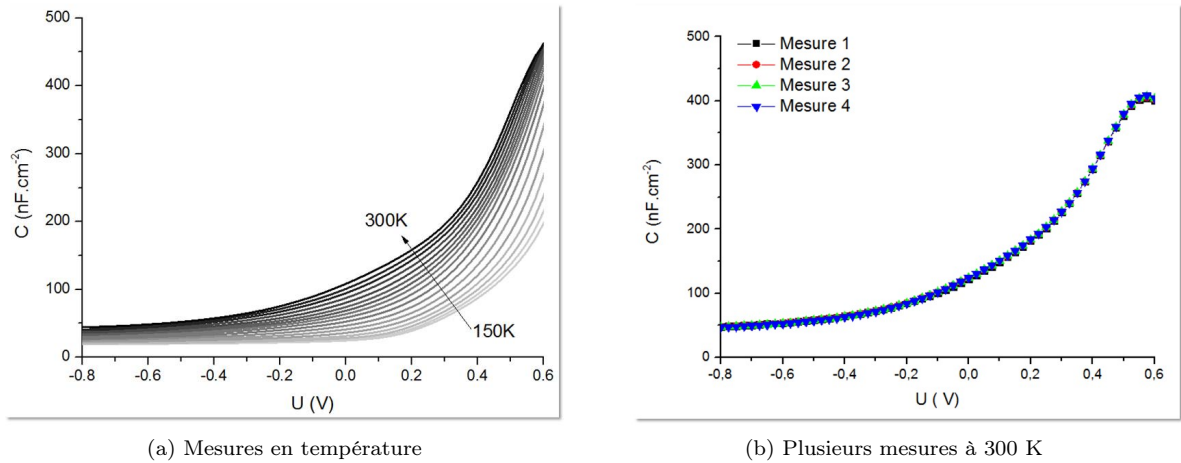 500
400
300
200
100
0
C (nF.cm-2)
300K
150K
-0.8
-0.6
-0.4
-0.2
0.0
0.2
0.4
0.6
U (V)
(a) Mesures en température
500
400
300
200
100
0
C (nF.cm-2)
Mesure 1
Mesure 2
Mesure 3
Mesure 4
-0,8
-0,6
-0,4
-0,2
0,0
0,2
0,4
0,6
U ( V)
(b) Plusieurs mesures à 300 K